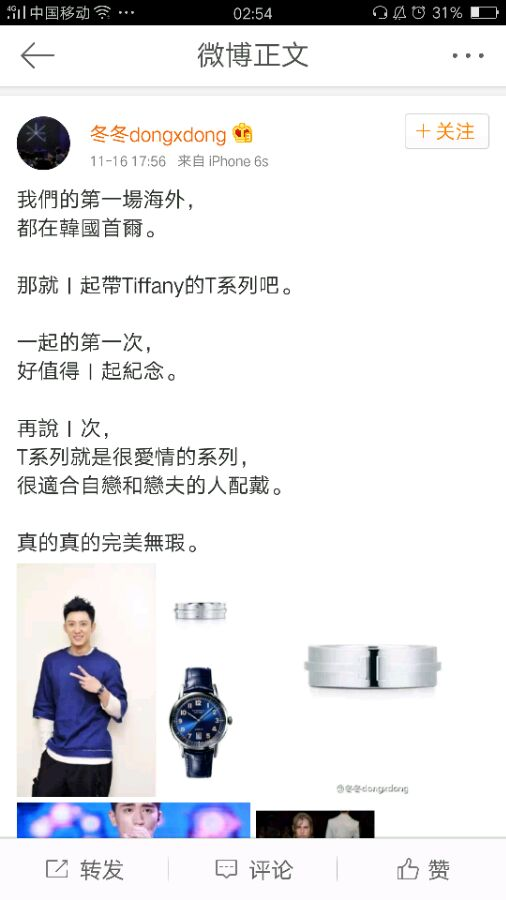 4G 中国移动 ··· 02:54 31%
微博正文
冬冬dongxdong
+ 关注
11-16 17:56 来自 iPhone 6s
我們的第一場海外，
都在韓國首爾。
那就〡起帶Tiffany的T系列吧。
一起的第一次，
好值得〡起紀念。
再說〡次，
T系列就是很愛情的系列，
很適合自戀和戀夫的人配戴。
真的真的完美無瑕。
@冬冬dongxdong
转发 评论 赞